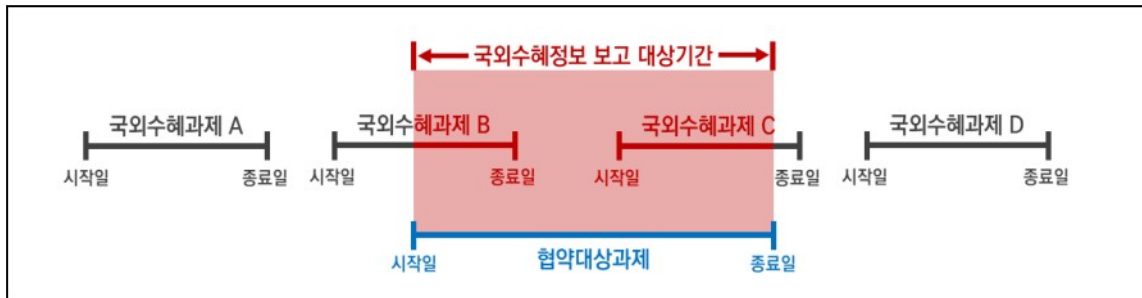 국외수혜정보 보고 대상기간
국외수혜과제 A 국외수혜과제 B 국외수혜과제 C 국외수혜과제 D
시작일 종료일 시작일 종료일 시작일 종료일 시작일 종료일
시작일 협약대상과제 종료일